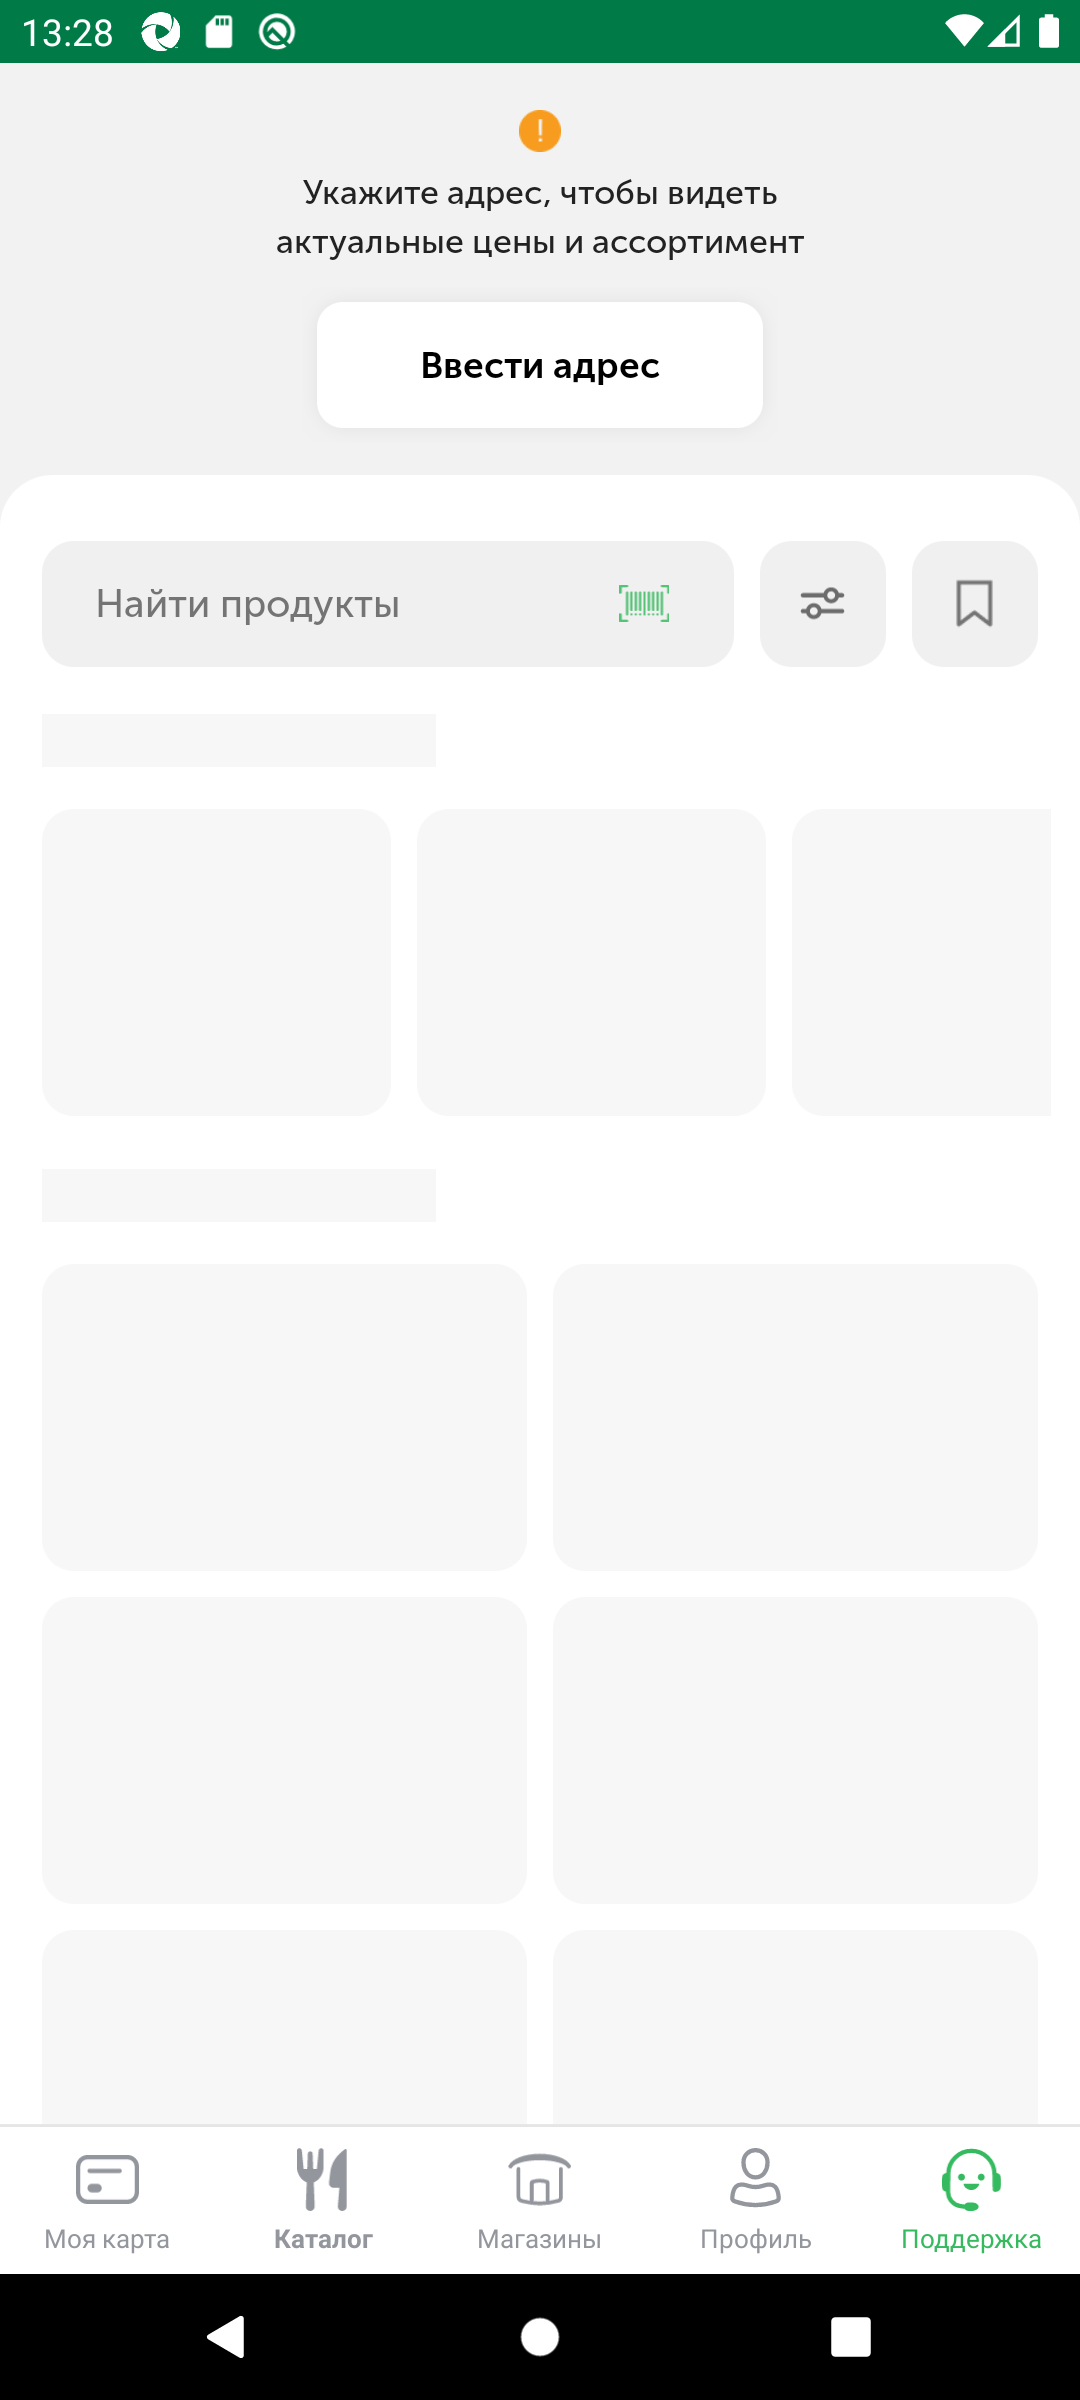 13:28
Укажите адрес, чтобы видеть
актуальные цены и ассортимент
Ввести адрес
Найти продукты
Моя карта
Каталог
Магазины
Профиль
Поддержка